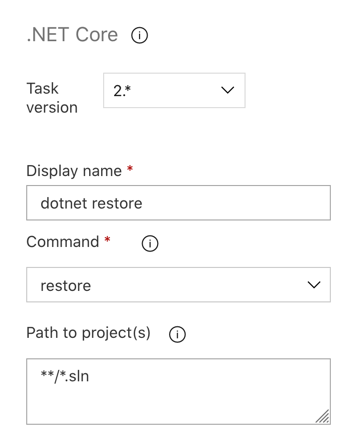 .NET Core
Task
version
2.*
Display name *
dotnet restore
Command *
restore
Path to project(s)
**/*.sln